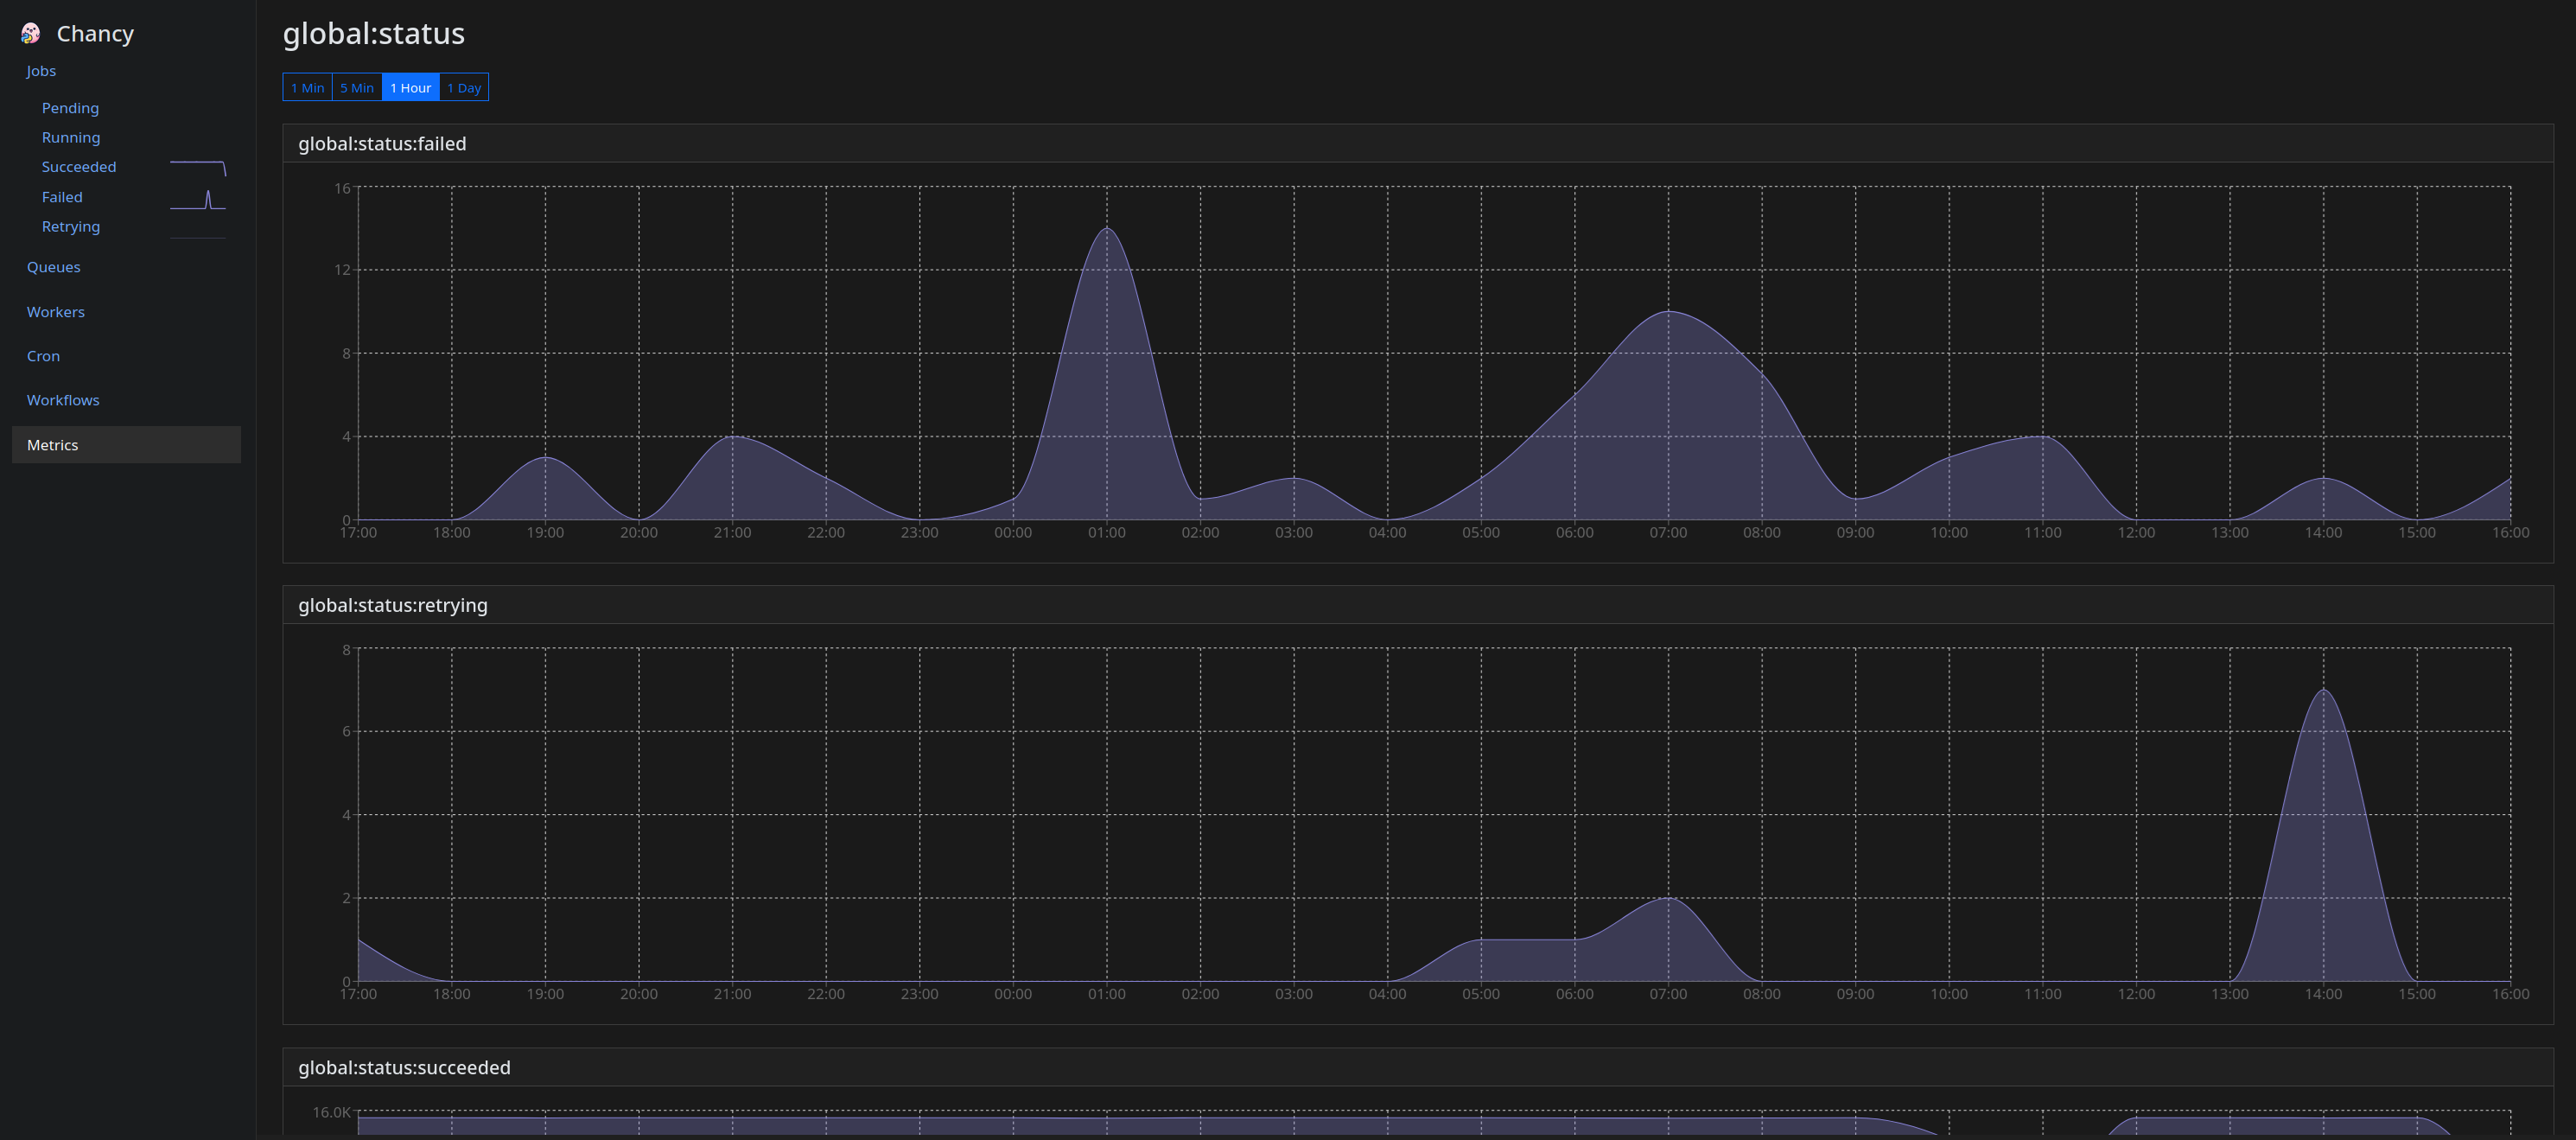 Chancy
Jobs
Pending
Running
Succeeded
Failed
Retrying
Queues
Workers
Cron
Workflows
Metrics
global:status
1 Min 5 Min 1 Hour 1 Day
global:status:failed
16
12
8
4
0
17:00 18:00 19:00 20:00 21:00 22:00 23:00 00:00 01:00 02:00 03:00 04:00 05:00 06:00 07:00 08:00 09:00 10:00 11:00 12:00 13:00 14:00 15:00 16:00
global:status:retrying
8
6
4
2
0
17:00 18:00 19:00 20:00 21:00 22:00 23:00 00:00 01:00 02:00 03:00 04:00 05:00 06:00 07:00 08:00 09:00 10:00 11:00 12:00 13:00 14:00 15:00 16:00
global:status:succeeded
16.0K